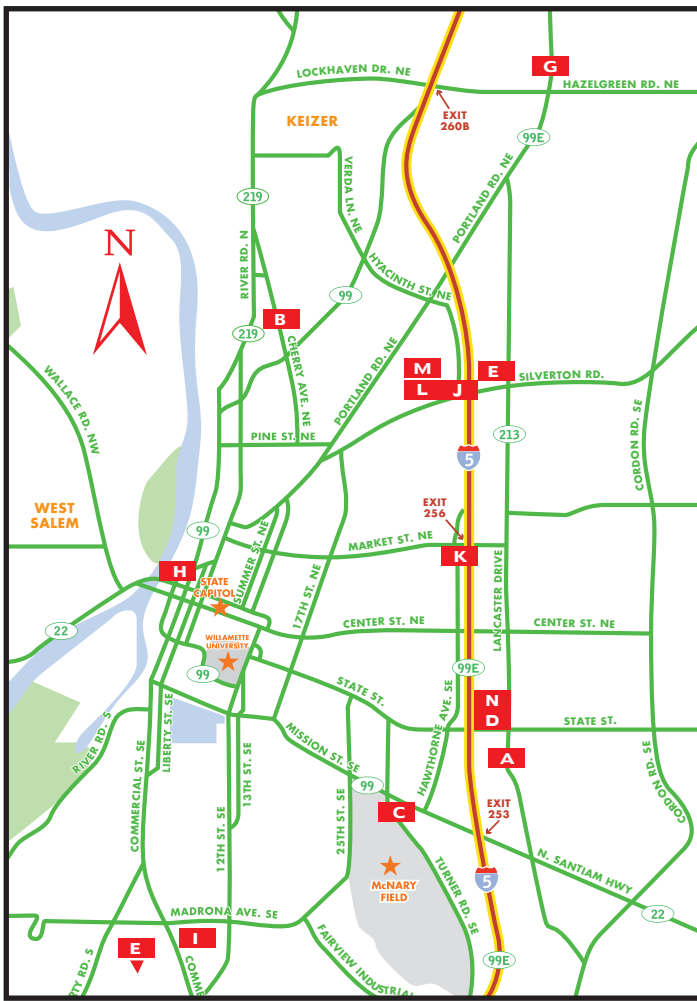 LOCKHAVEN DR. NE
G
HAZELGREEN RD. NE
EXIT
260B
KEIZER
99E
VERDA LN. NE
PORTLAND RD. NE
219
RIVER RD. N
N
HYACINTH ST. NE
99
B
219
CHERRY AVE. NE
PORTLAND RD. NE
M
E
L
J
SILVERTON RD.
WALLACE RD. NW
CORDON RD. SE
PINE ST. NE
213
5
WEST
SALEM
EXIT
256
99
SUMMER ST. NE
MARKET ST. NE
K
LANCASTER DRIVE
H
STATE
CAPITOL
17TH ST. NE
22
CENTER ST. NE
CENTER ST. NE
WILLAMETTE
UNIVERSITY
99
99E
STATE ST.
N
D
STATE ST.
HAWTHORNE AVE. SE
RIVER RD. S
LIBERTY ST. SE
COMMERCIAL ST. SE
13TH ST. SE
MISSION ST. SE
A
CORDON RD. SE
99
C
12TH ST. SE
25TH ST. SE
EXIT
253
N. SANTIAM HWY
McNARY
FIELD
TURNER RD. SE
5
22
MADRONA AVE. SE
E
I
FAIRVIEW INDUSTRIAL
99E
RTY RD. S
COMME